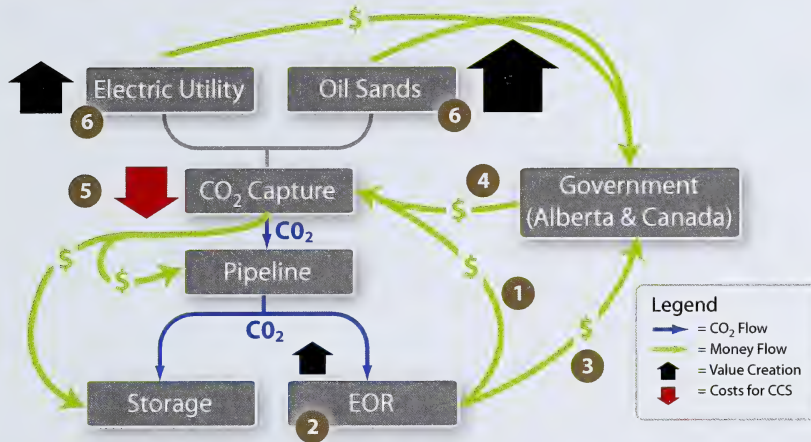 $
Electric Utility
Oil Sands
6
6
5
CO₂ Capture
4
Government
(Alberta & Canada)
$
CO₂
$
$
$
Pipeline
1
CO₂
$
3
Storage
EOR
2
Legend
= CO₂ Flow
= Money Flow
= Value Creation
= Costs for CCS